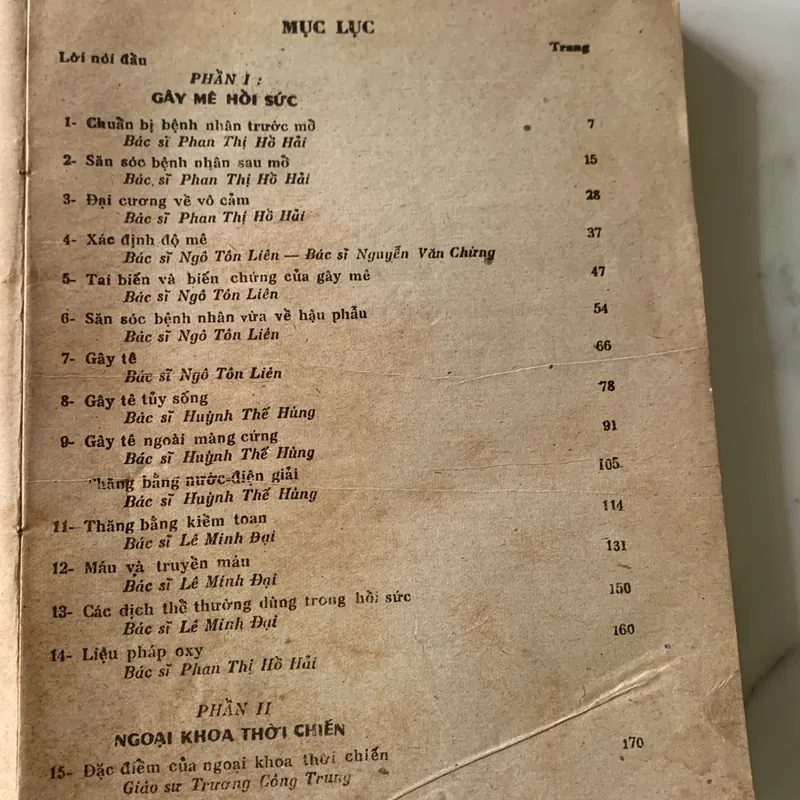 MỤC LỤC
Trang
Lời nói đầu
PHẦN I :
GÂY MÊ HỒI SỨC
1- Chuẩn bị bệnh nhân trước mổ 7
Bác sĩ Phan Thị Hồ Hải
2- Săn sóc bệnh nhân sau mổ 15
Bác sĩ Phan Thị Hồ Hải
3- Đại cương về vô cảm 28
Bác sĩ Phan Thị Hồ Hải
4- Xác định độ mê 37
Bác sĩ Ngô Tôn Liên — Bác sĩ Nguyễn Văn Chừng
5- Tai biến và biến chứng của gây mê 47
Bác sĩ Ngô Tôn Liên
6- Săn sóc bệnh nhân vừa về hậu phẫu 54
Bác sĩ Ngô Tôn Liên
7- Gây tê 66
Bác sĩ Ngô Tôn Liên
8- Gây tê tủy sống 78
Bác sĩ Huỳnh Thế Hùng
9- Gây tê ngoài màng cứng 91
Bác sĩ Huỳnh Thế Hùng
Thăng bằng nước-điện giải 105
Bác sĩ Huỳnh Thế Hùng
11- Thăng bằng kiềm toan 114
Bác sĩ Lê Minh Đại
12- Máu và truyền máu 131
Bác sĩ Lê Minh Đại
13- Các dịch thể thường dùng trong hồi sức 150
Bác sĩ Lê Minh Đại
14- Liệu pháp oxy 160
Bác sĩ Phan Thị Hồ Hải
PHẦN II
NGOẠI KHOA THỜI CHIẾN
15- Đặc điểm của ngoại khoa thời chiến 170
Giáo sư Trương Công Trung